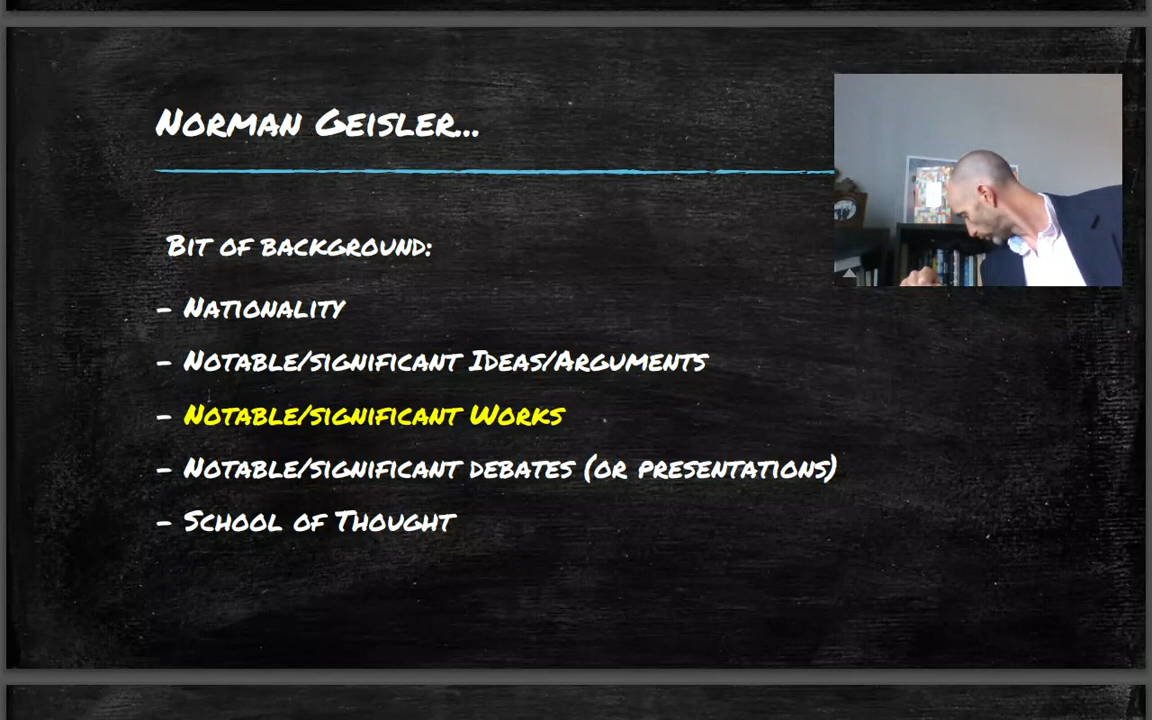 Norman Geisler...
Bit of background:
- Nationality
- Notable/significant Ideas/Arguments
- Notable/significant Works
- Notable/significant debates (or presentations)
- School of Thought